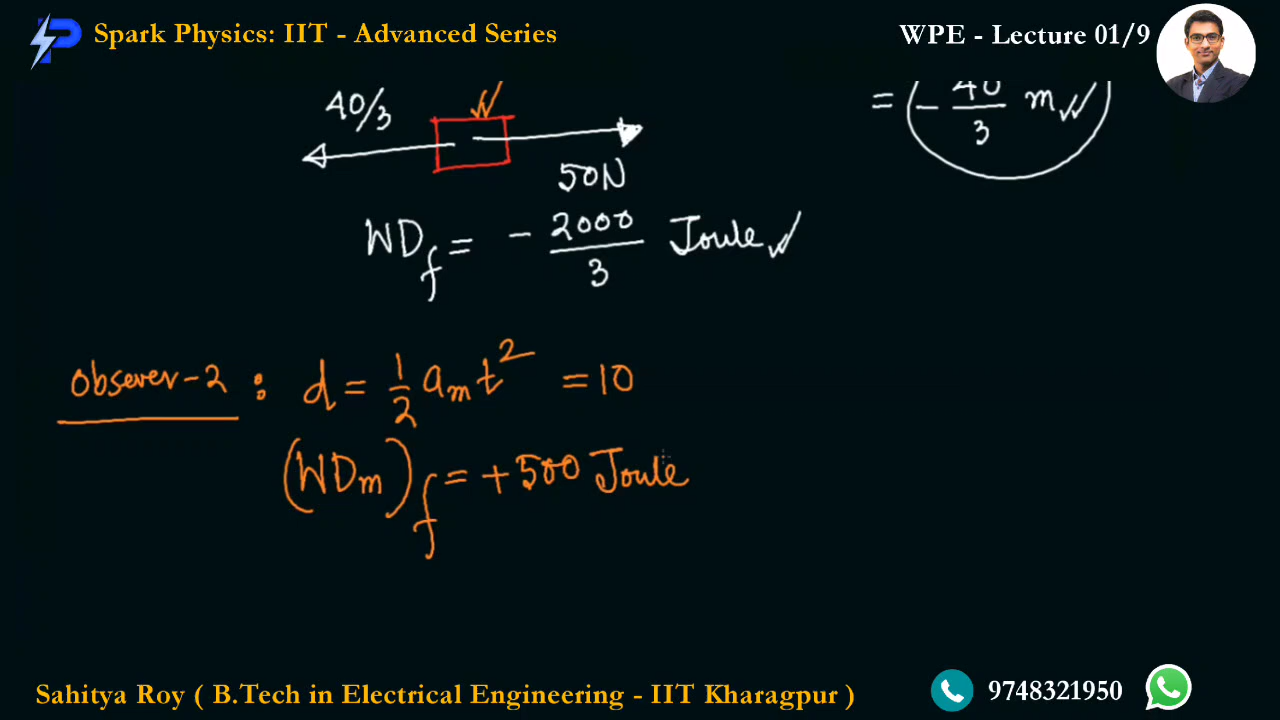 Spark Physics: IIT - Advanced Series
WPE - Lecture 01/9
40/3
50N
= - 40/3 m
WD_f = - 2000/3 Joule
Obsever-2 : d = 1/2 a_m t^2 = 10
(WD_m)_f = +500 Joule
Sahitya Roy ( B.Tech in Electrical Engineering - IIT Kharagpur )
9748321950